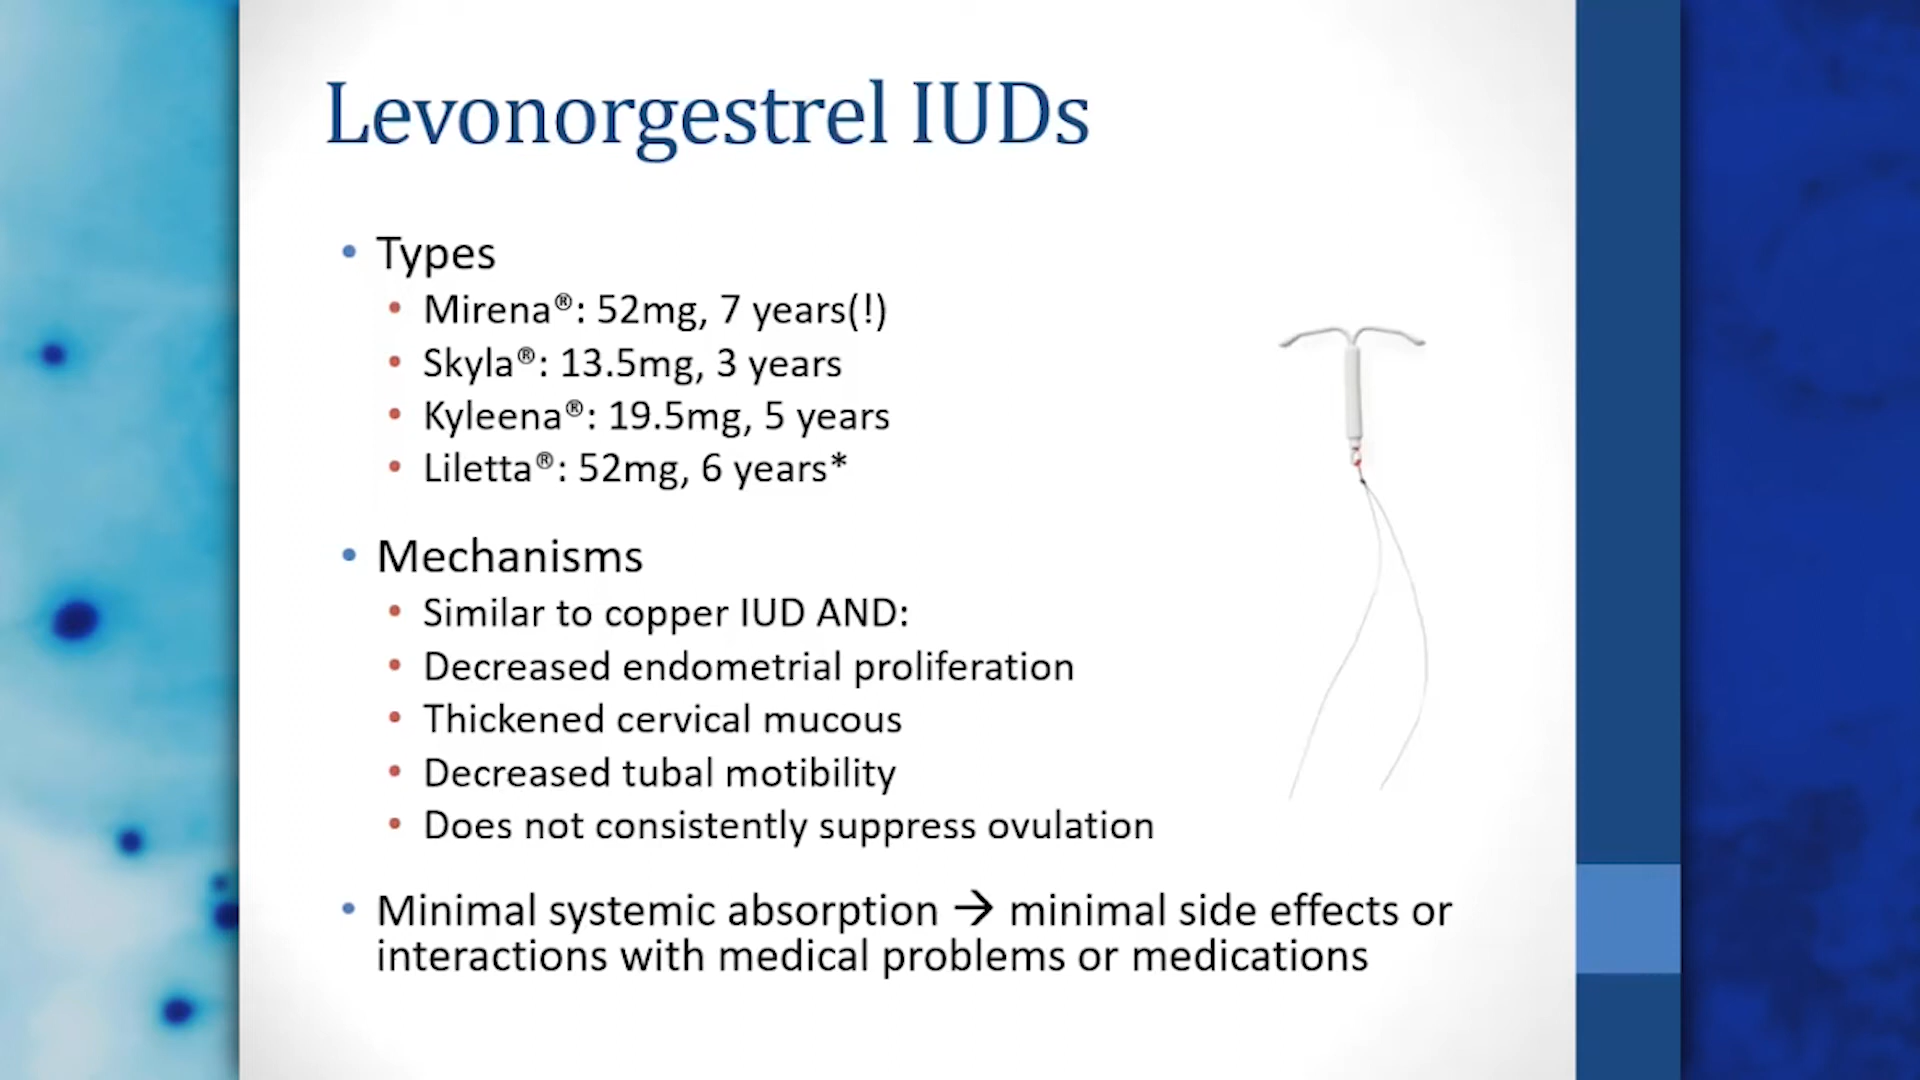 Levonorgestrel IUDs
• Types
• Mirena®: 52mg, 7 years(!)
• Skyla®: 13.5mg, 3 years
• Kyleena®: 19.5mg, 5 years
• Liletta®: 52mg, 6 years*
• Mechanisms
• Similar to copper IUD AND:
• Decreased endometrial proliferation
• Thickened cervical mucous
• Decreased tubal motibility
• Does not consistently suppress ovulation
• Minimal systemic absorption → minimal side effects or
interactions with medical problems or medications